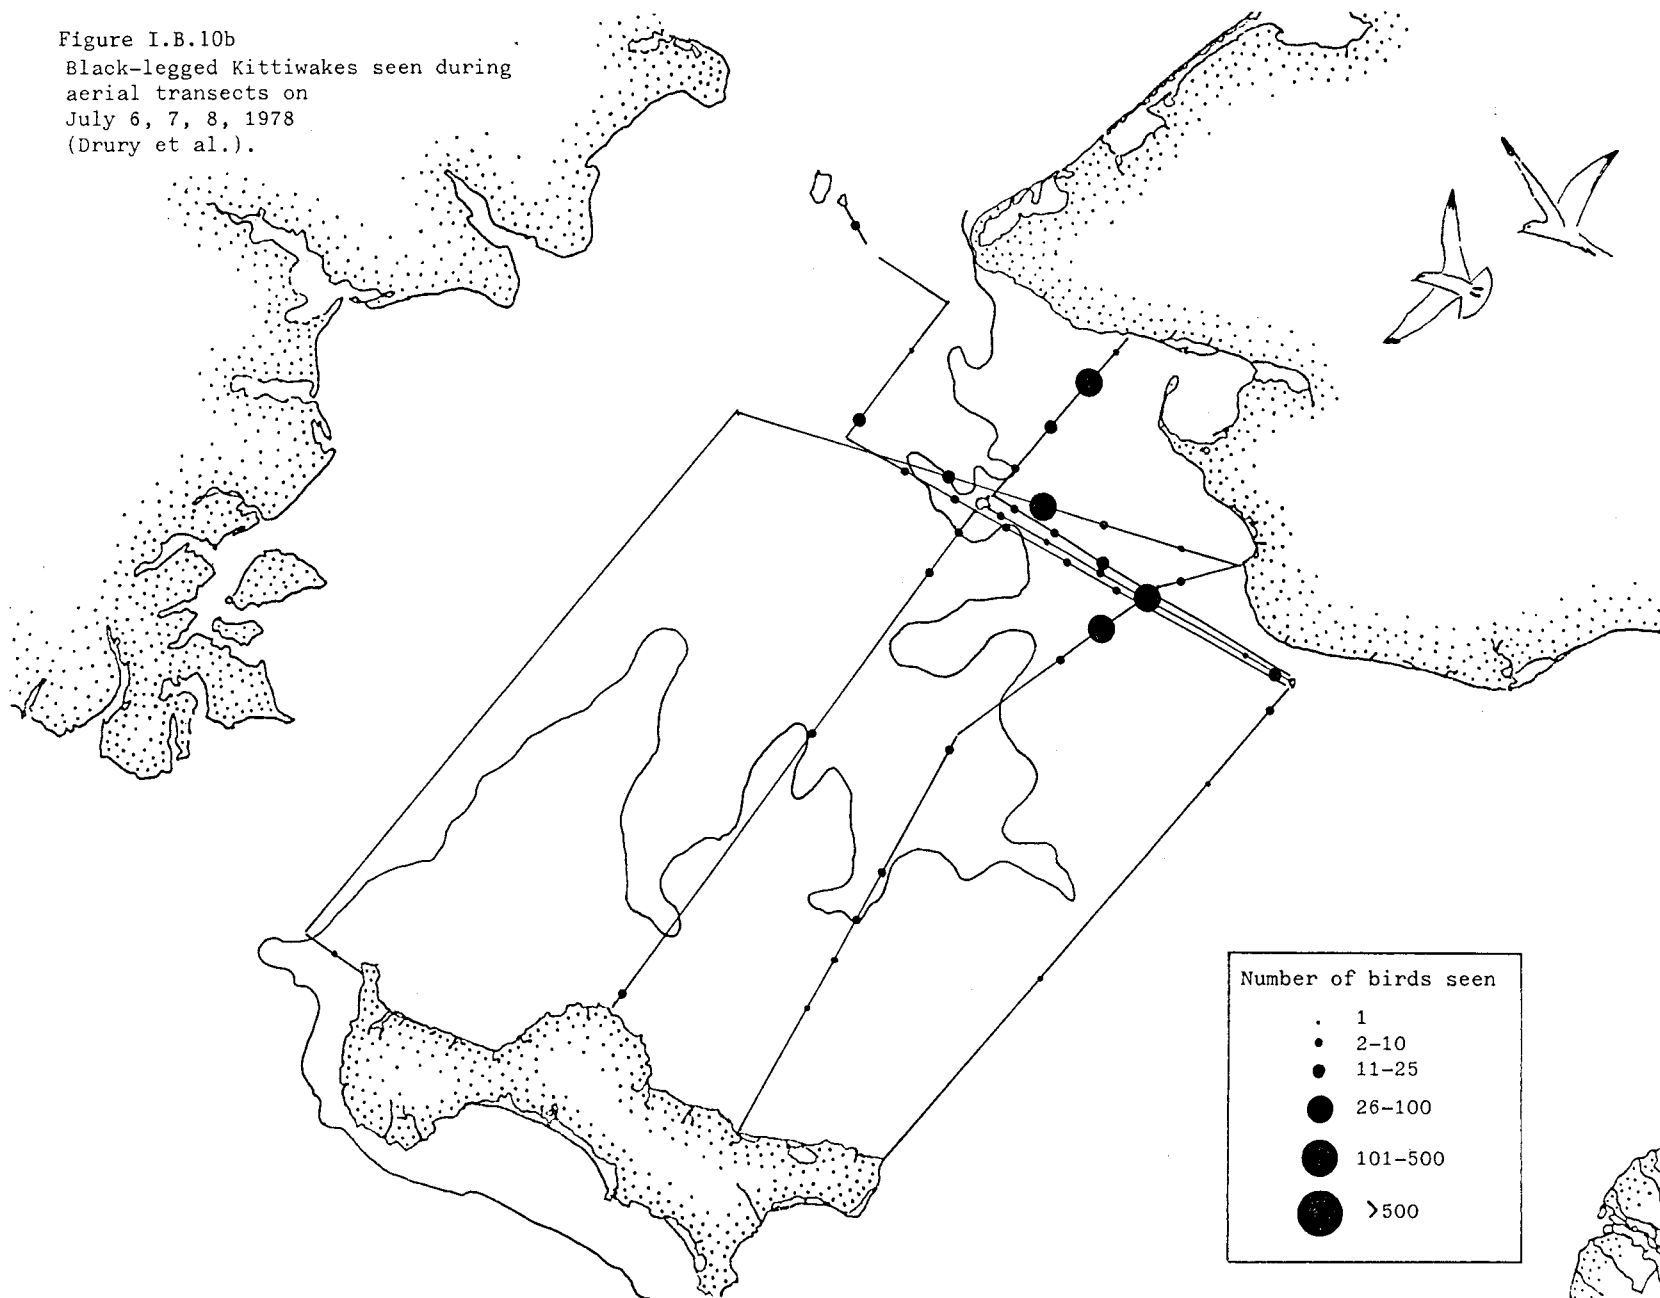 Figure I.B.10b
Black-legged Kittiwakes seen during
aerial transects on
July 6, 7, 8, 1978
(Drury et al.).
Number of birds seen
1
2-10
11-25
26-100
101-500
>500